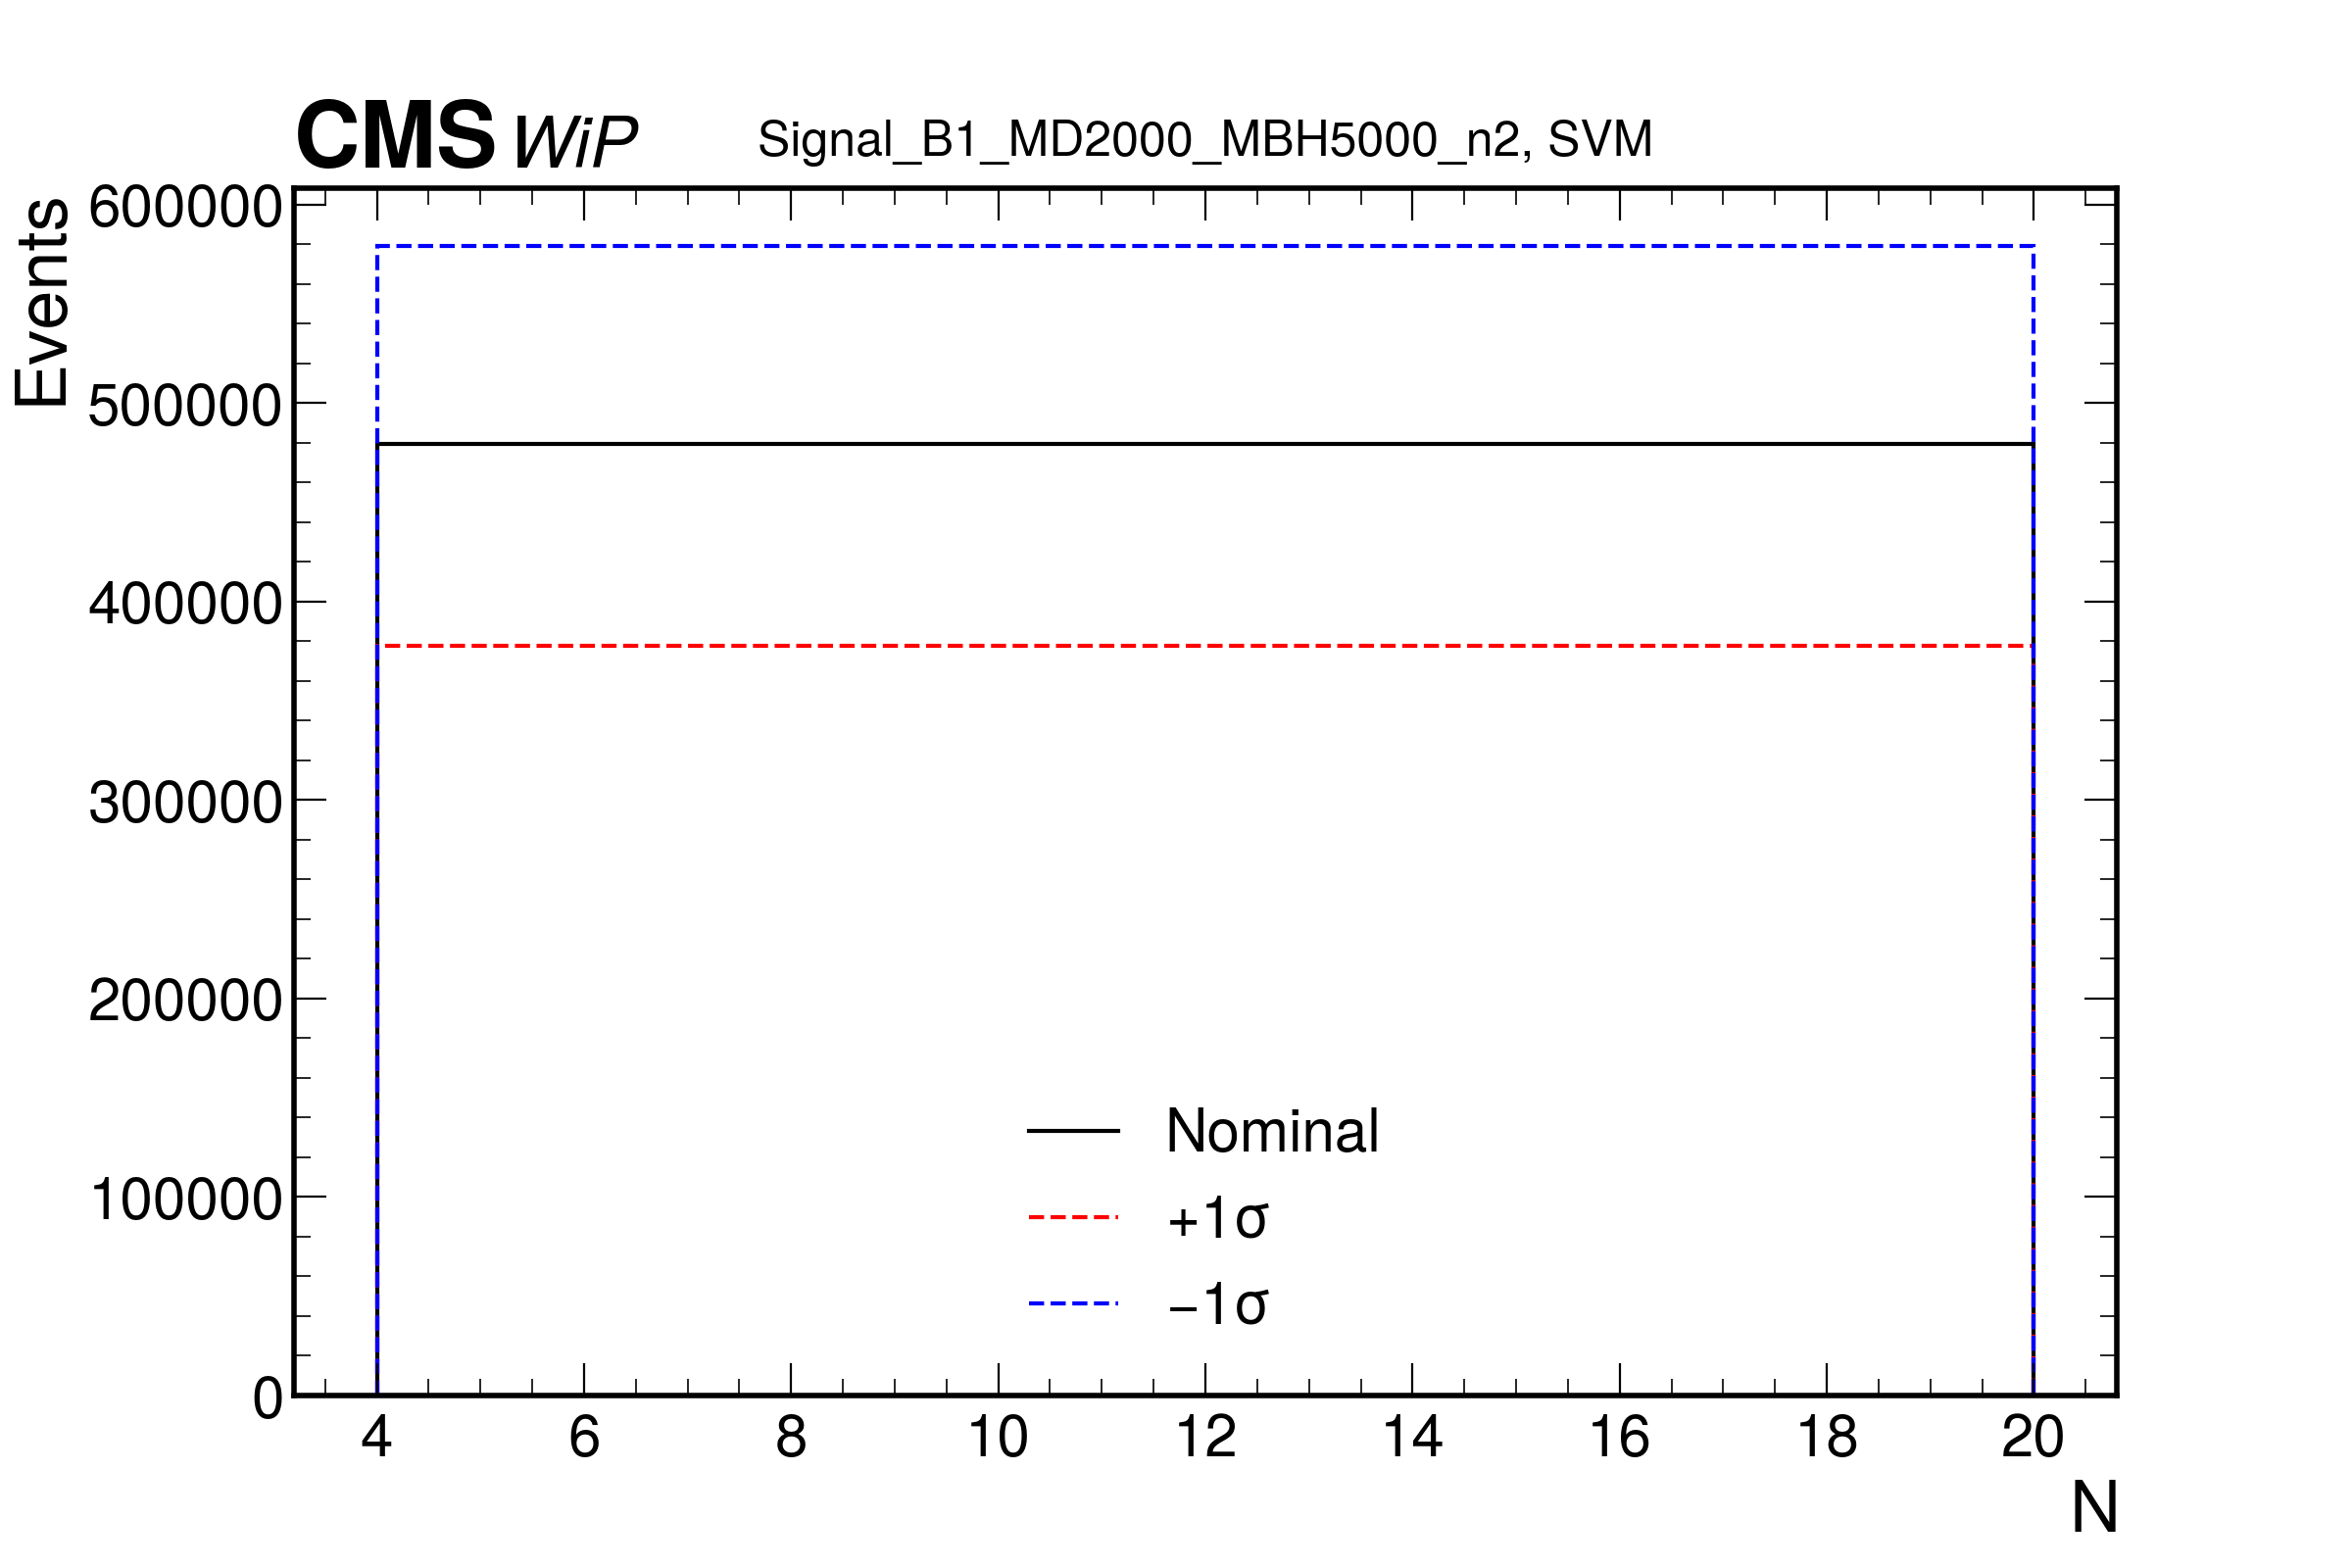 CMS WiP
Signal_B1_MD2000_MBH5000_n2, SVM
Events
600000
500000
400000
300000
200000
100000
0
Nominal
+1σ
−1σ
4 6 8 10 12 14 16 18 20
N